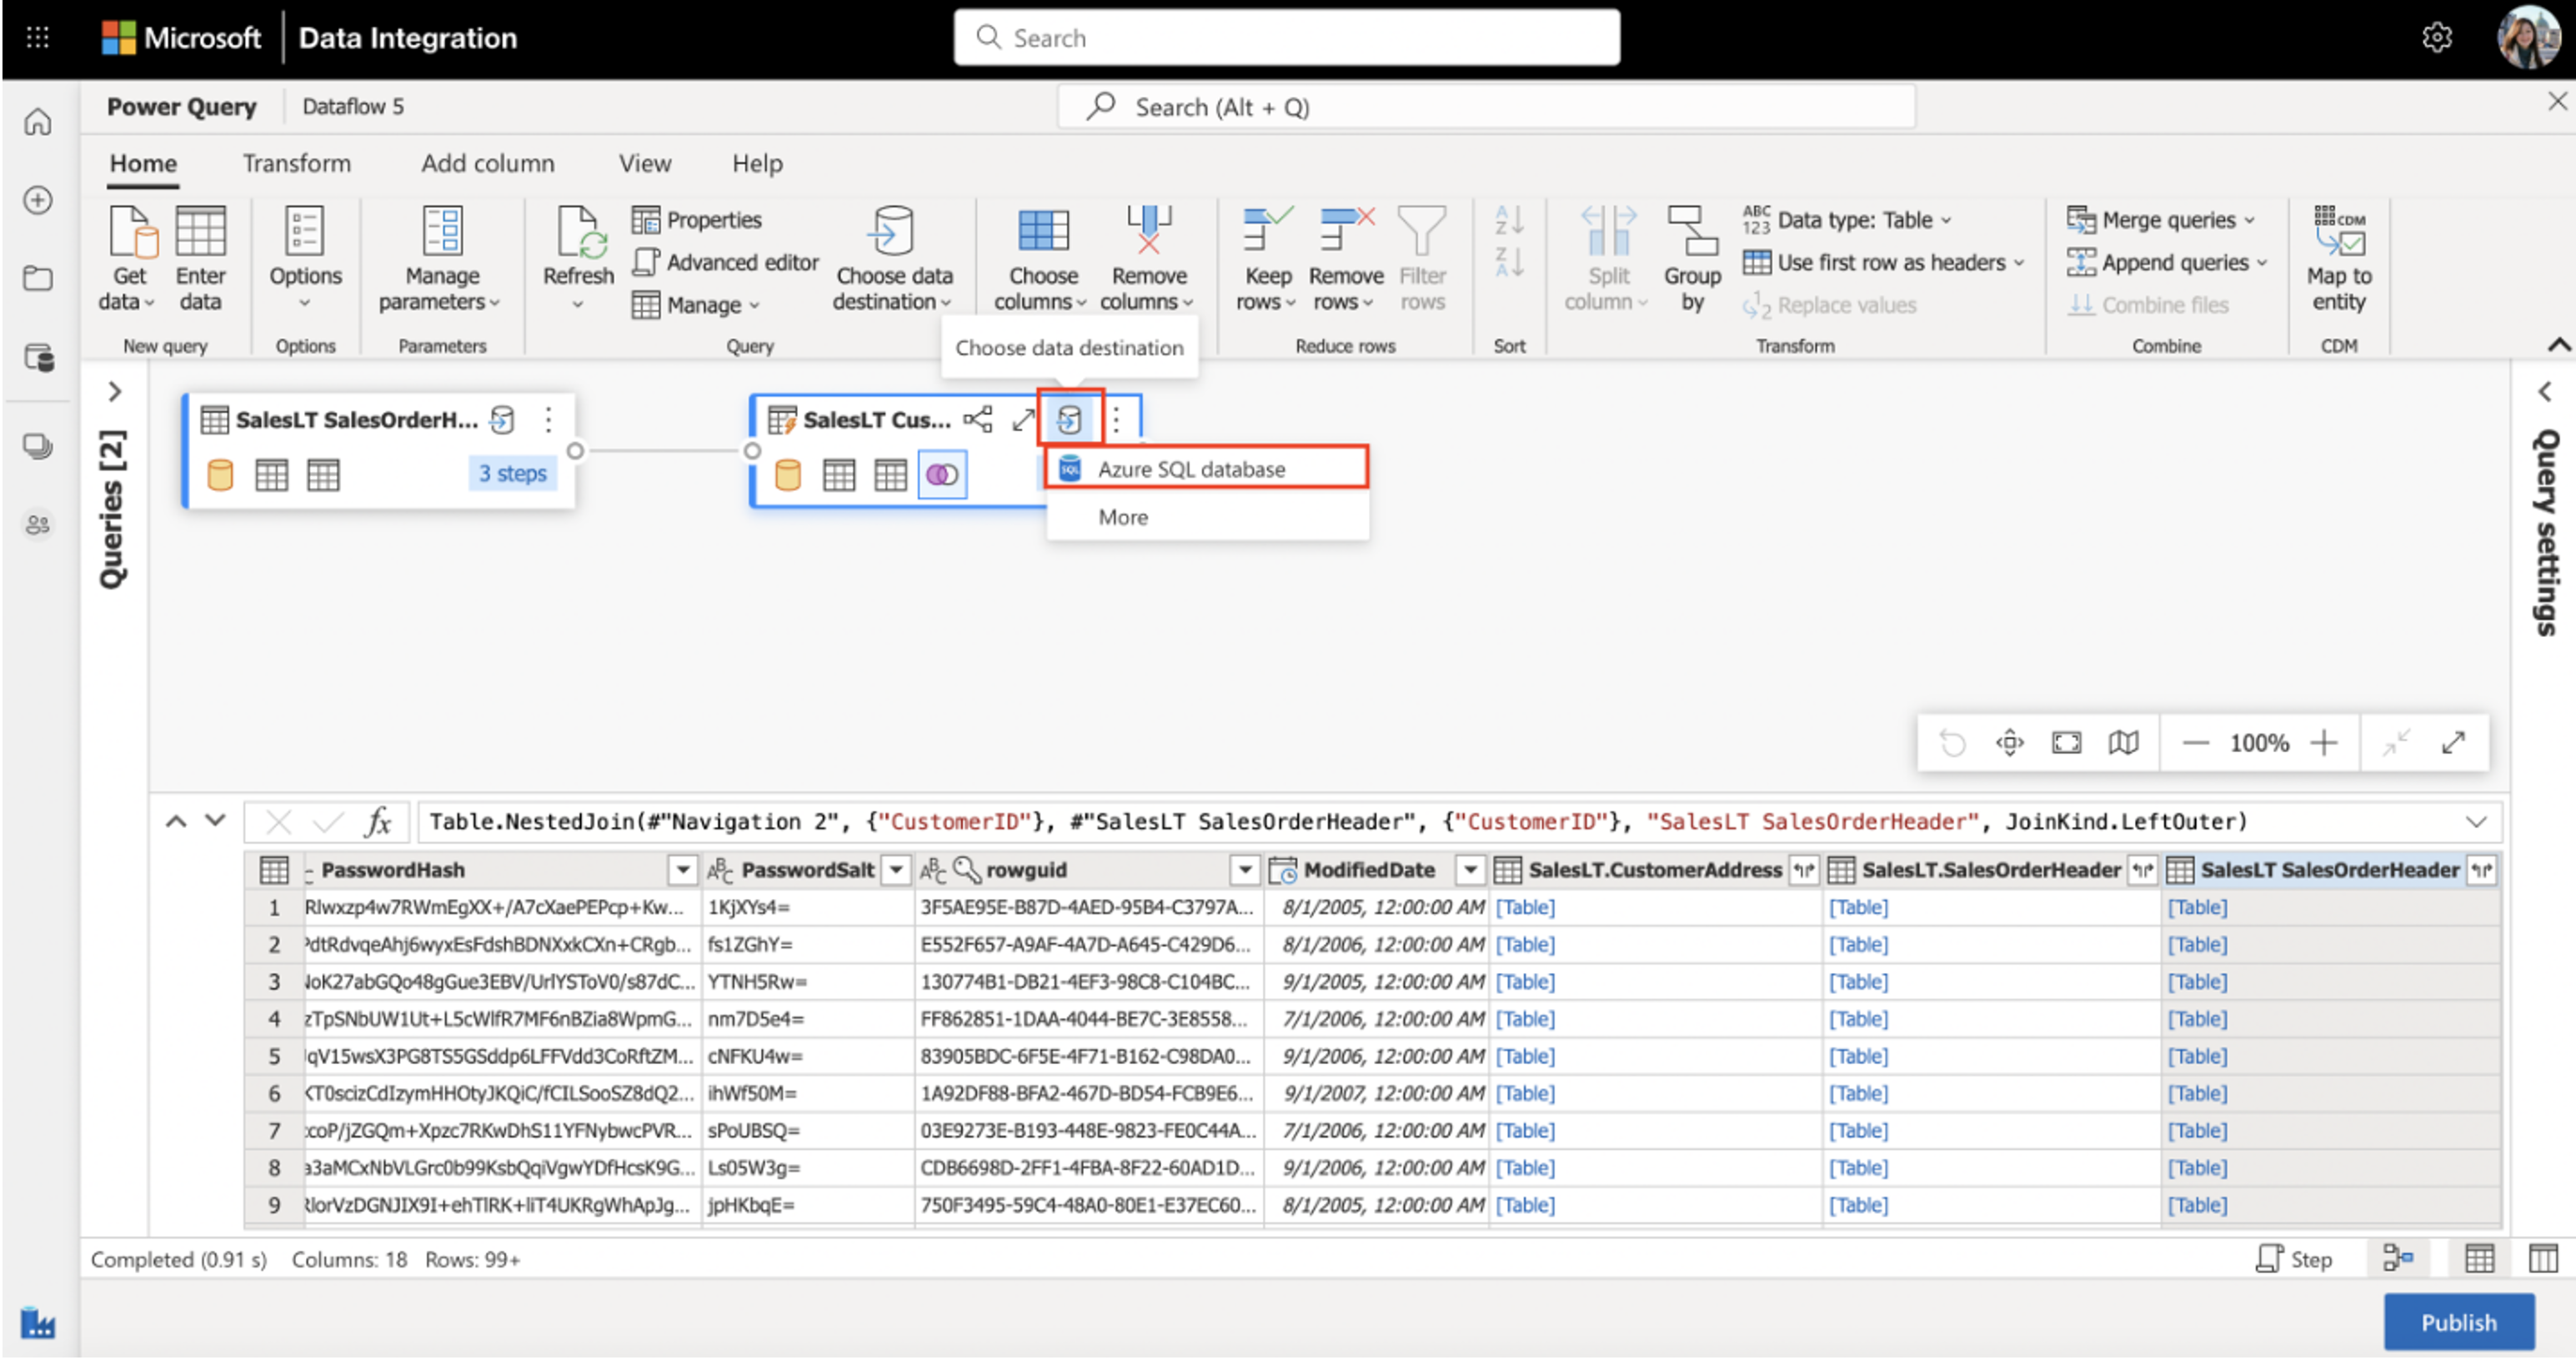 Microsoft Data Integration Search
Power Query Dataflow 5 Search (Alt + Q)
Home Transform Add column View Help
Get data
Enter data
Options
Manage parameters
Refresh
Properties
Advanced editor
Manage
Choose data destination
Choose columns
Remove columns
Keep rows
Remove rows
Filter rows
Split column
Group by
Data type: Table
Use first row as headers
Replace values
Merge queries
Append queries
Combine files
CDM
Map to entity
New query Options Parameters Query Reduce rows Sort Transform Combine CDM
Choose data destination
Queries [2]
SalesLT SalesOrderH...
3 steps
SalesLT Cus...
SQL Azure SQL database
More
Query settings
100%
fx Table.NestedJoin(#"Navigation 2", {"CustomerID"}, #"SalesLT SalesOrderHeader", {"CustomerID"}, "SalesLT SalesOrderHeader", JoinKind.LeftOuter)
PasswordHash PasswordSalt rowguid ModifiedDate SalesLT.CustomerAddress SalesLT.SalesOrderHeader SalesLT SalesOrderHeader
1 RlwxzP4w7RWmEgXX+/A7cXaePEPcp+Kw... 1KjXYs4= 3F5AE95E-B87D-4AED-95B4-C3797A... 8/1/2005, 12:00:00 AM [Table] [Table] [Table]
2 PdtRdvqeAhj6wyxEsFdshBDNXxkCXn+CRgb... fs1ZGhY= E552F657-A9AF-4A7D-A645-C429D6... 8/1/2006, 12:00:00 AM [Table] [Table] [Table]
3 NoK27abGQo48gGue3EBV/UrlYSToV0/s87dC... YTNH5Rw= 130774B1-DB21-4EF3-98C8-C104BC... 9/1/2005, 12:00:00 AM [Table] [Table] [Table]
4 zTpSNbUW1Ut+L5cWlfR7MF6nBZia8WpmG... nm7D5e4= FF862851-1DAA-4044-BE7C-3E8558... 7/1/2006, 12:00:00 AM [Table] [Table] [Table]
5 qV15wsX3PG8TS5GSddp6LFFVdd3CoRftZM... cNFKU4w= 83905BDC-6F5E-4F71-B162-C98DA0... 9/1/2006, 12:00:00 AM [Table] [Table] [Table]
6 KT0scizCdIzymHHOtyJKQiC/fCILSooSZ8dQ2... ihWf50M= 1A92DF88-BFA2-467D-BD54-FCB9E6... 9/1/2007, 12:00:00 AM [Table] [Table] [Table]
7 coP/jZGQm+Xpzc7RKwDhS11YFNybwcPVR... sPoUBSQ= 03E9273E-B193-448E-9823-FE0C44A... 7/1/2006, 12:00:00 AM [Table] [Table] [Table]
8 a3aMCxNbVLGrc0b99KsbQqiVgwYDfHcsK9G... Ls05W3g= CDB6698D-2FF1-4FBA-8F22-60AD1D... 9/1/2006, 12:00:00 AM [Table] [Table] [Table]
9 RlorVzDGNJIX9I+ehTlRK+liT4UKRgWhApJg... jpHKbqE= 750F3495-59C4-48A0-80E1-E37EC60... 8/1/2005, 12:00:00 AM [Table] [Table] [Table]
Completed (0.91 s) Columns: 18 Rows: 99+ Step
Publish